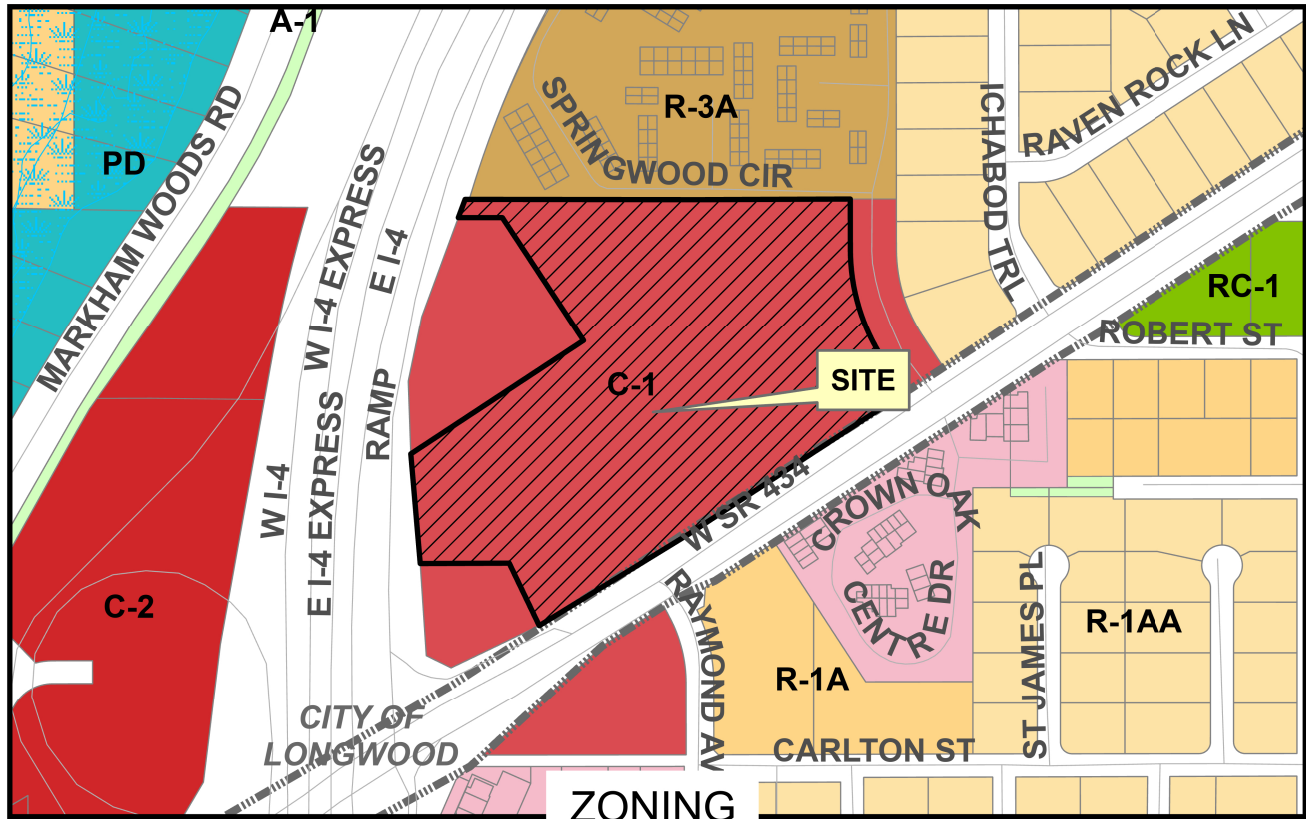 A-1
PD
MARKHAM WOODS RD
W I-4 EXPRESS
E I-4
RAMP
W I-4
E I-4 EXPRESS
C-2
R-3A
SPRINGWOOD CIR
ICHABOD TRL
RAVEN ROCK LN
RC-1
ROBERT ST
C-1
SITE
W SR 434
CROWN OAK
CENTRE DR
RAYMOND AV
R-1A
ST JAMES PL
R-1AA
CITY OF
LONGWOOD
CARLTON ST
ZONING